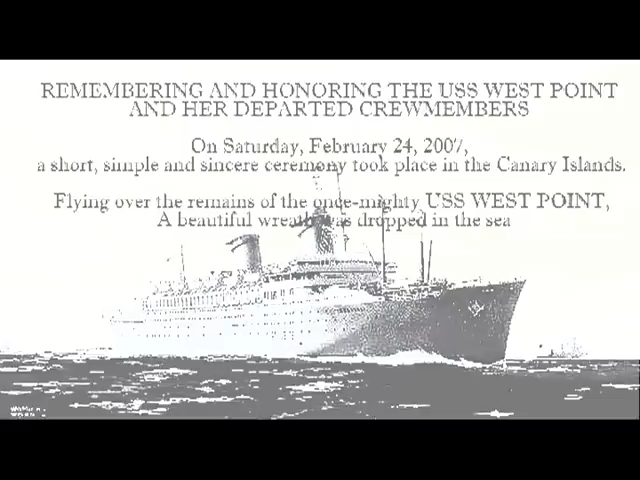 REMEMBERING AND HONORING THE USS WEST POINT
AND HER DEPARTED CREWMEMBERS
On Saturday, February 24, 2007,
a short, simple and sincere ceremony took place in the Canary Islands.
Flying over the remains of the once-mighty USS WEST POINT,
A beautiful wreath was dropped in the sea